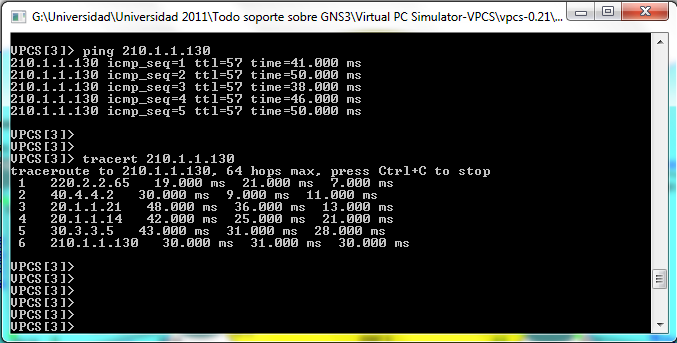 G:\Universidad\Universidad 2011\Todo soporte sobre GNS3\Virtual PC Simulator-VPCS\vpcs-0.21\...
VPCS[3]> ping 210.1.1.130
210.1.1.130 icmp_seq=1 ttl=57 time=41.000 ms
210.1.1.130 icmp_seq=2 ttl=57 time=50.000 ms
210.1.1.130 icmp_seq=3 ttl=57 time=38.000 ms
210.1.1.130 icmp_seq=4 ttl=57 time=46.000 ms
210.1.1.130 icmp_seq=5 ttl=57 time=50.000 ms
VPCS[3]>
VPCS[3]>
VPCS[3]> tracert 210.1.1.130
traceroute to 210.1.1.130, 64 hops max, press Ctrl+C to stop
1 220.2.2.65 19.000 ms 21.000 ms 7.000 ms
2 40.4.4.2 30.000 ms 9.000 ms 11.000 ms
3 20.1.1.21 48.000 ms 36.000 ms 13.000 ms
4 20.1.1.14 42.000 ms 25.000 ms 21.000 ms
5 30.3.3.5 43.000 ms 31.000 ms 28.000 ms
6 210.1.1.130 30.000 ms 31.000 ms 30.000 ms
VPCS[3]>
VPCS[3]>
VPCS[3]>
VPCS[3]>
VPCS[3]>
VPCS[3]>